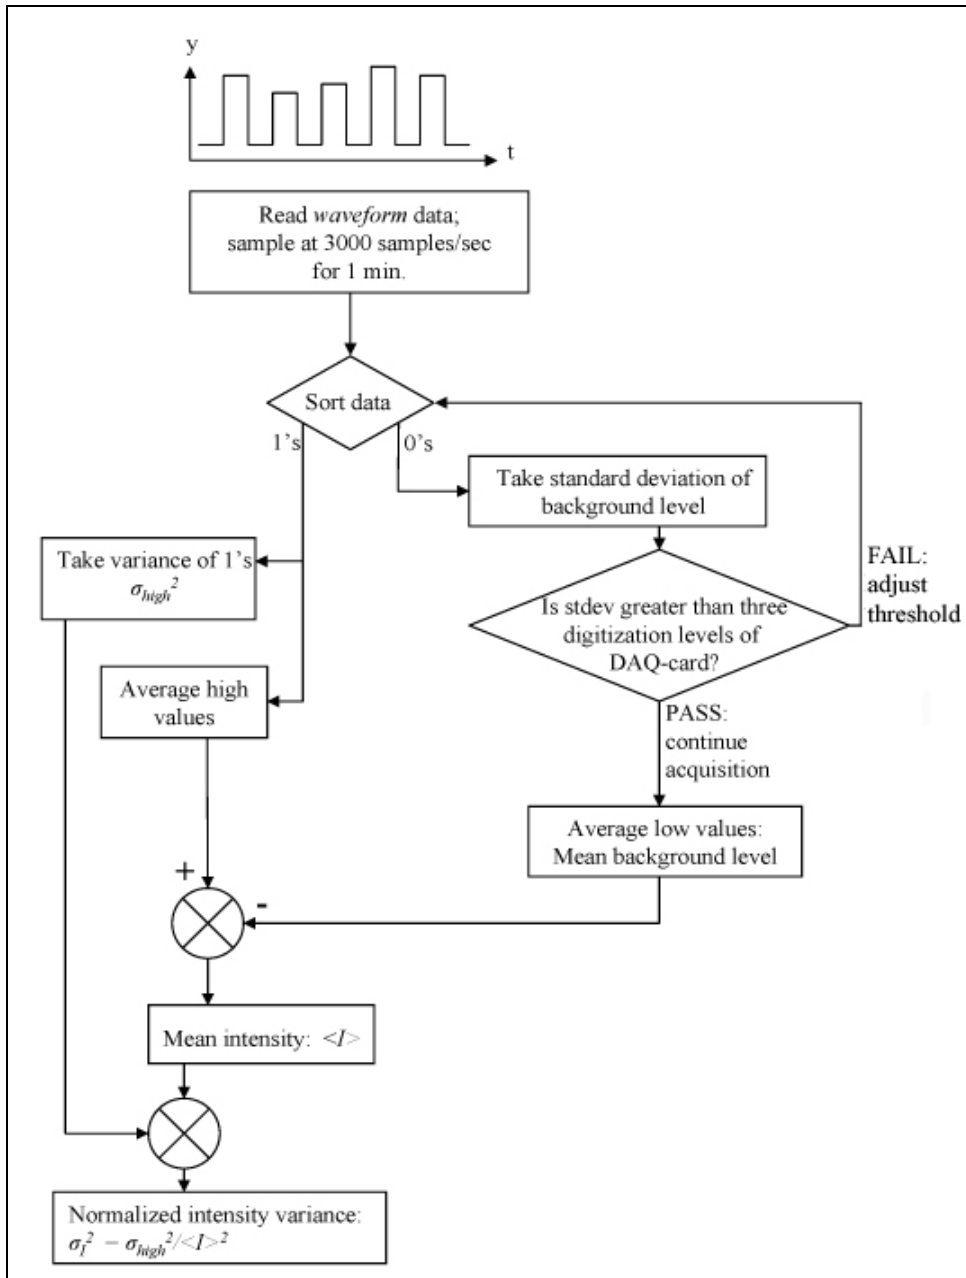 y
t
Read waveform data;
sample at 3000 samples/sec
for 1 min.
Sort data
1's
0's
Take standard deviation of
background level
Take variance of 1's
σhigh²
Is stdev greater than three
digitization levels of
DAQ-card?
FAIL:
adjust
threshold
Average high
values
PASS:
continue
acquisition
Average low values:
Mean background level
+
-
Mean intensity: <I>
Normalized intensity variance:
σI² – σhigh²/<I>²